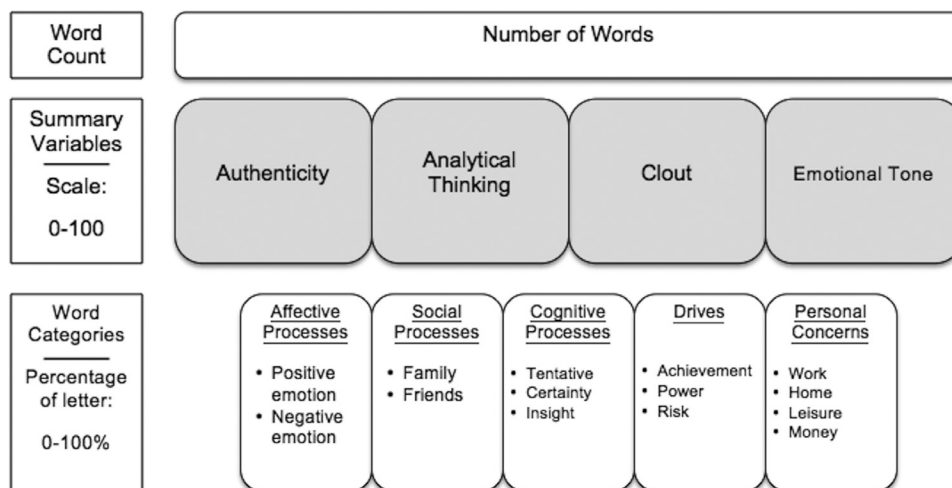 Word
Count
Number of Words
Summary
Variables
Scale:
0-100
Authenticity
Analytical
Thinking
Clout
Emotional Tone
Word
Categories
Percentage
of letter:
0-100%
Affective
Processes
• Positive
emotion
• Negative
emotion
Social
Processes
• Family
• Friends
Cognitive
Processes
• Tentative
• Certainty
• Insight
Drives
• Achievement
• Power
• Risk
Personal
Concerns
• Work
• Home
• Leisure
• Money